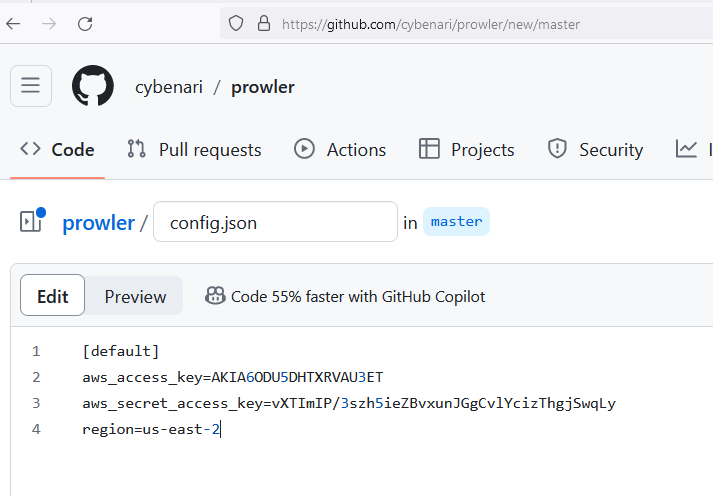 https://github.com/cybenari/prowler/new/master
cybenari / prowler
Code Pull requests Actions Projects Security
prowler / config.json in master
Edit Preview Code 55% faster with GitHub Copilot
1 [default]
2 aws_access_key=AKIA6ODU5DHTXRVAU3ET
3 aws_secret_access_key=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
4 region=us-east-2